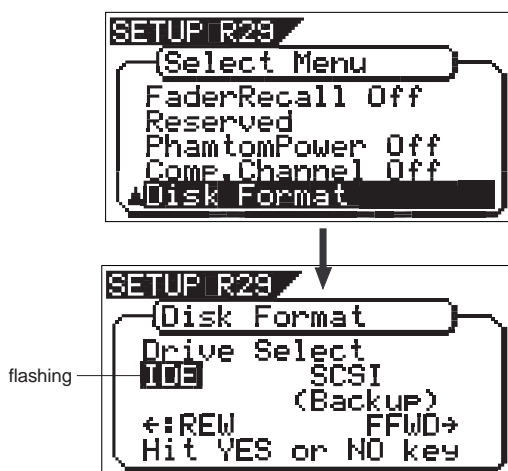 SETUP R29
Select Menu
FaderRecall Off
Reserved
PhamtomPower Off
Comp.Channel Off
▲Disk Format
SETUP R29
Disk Format
Drive Select
flashing IDE SCSI
(Backup)
←:REW FFWD→
Hit YES or NO key